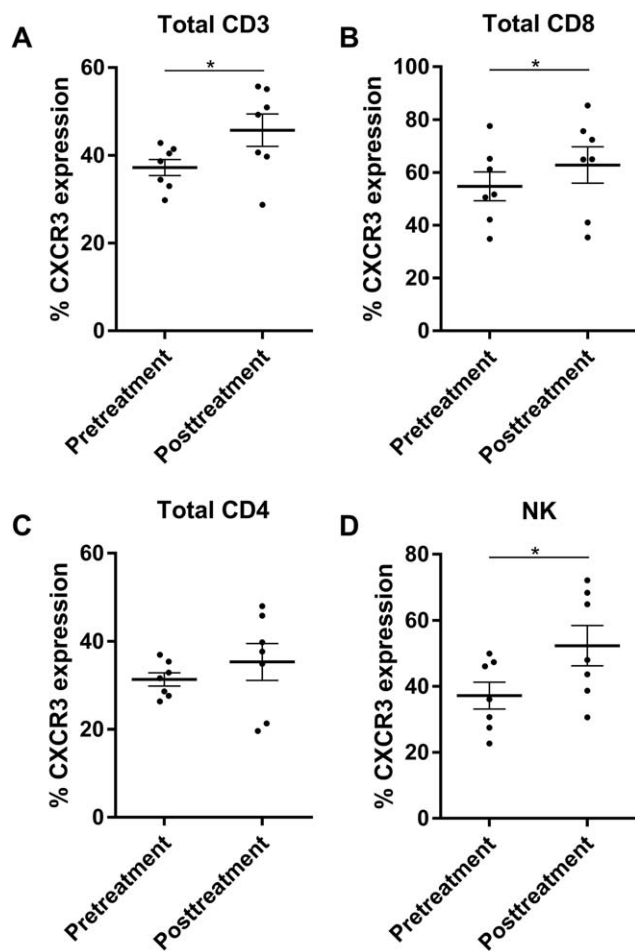 A
Total CD3
% CXCR3 expression
60
40
20
0
*
Pretreatment
Posttreatment
B
Total CD8
% CXCR3 expression
100
80
60
40
20
0
*
Pretreatment
Posttreatment
C
Total CD4
% CXCR3 expression
60
40
20
0
Pretreatment
Posttreatment
D
NK
% CXCR3 expression
80
60
40
20
0
*
Pretreatment
Posttreatment